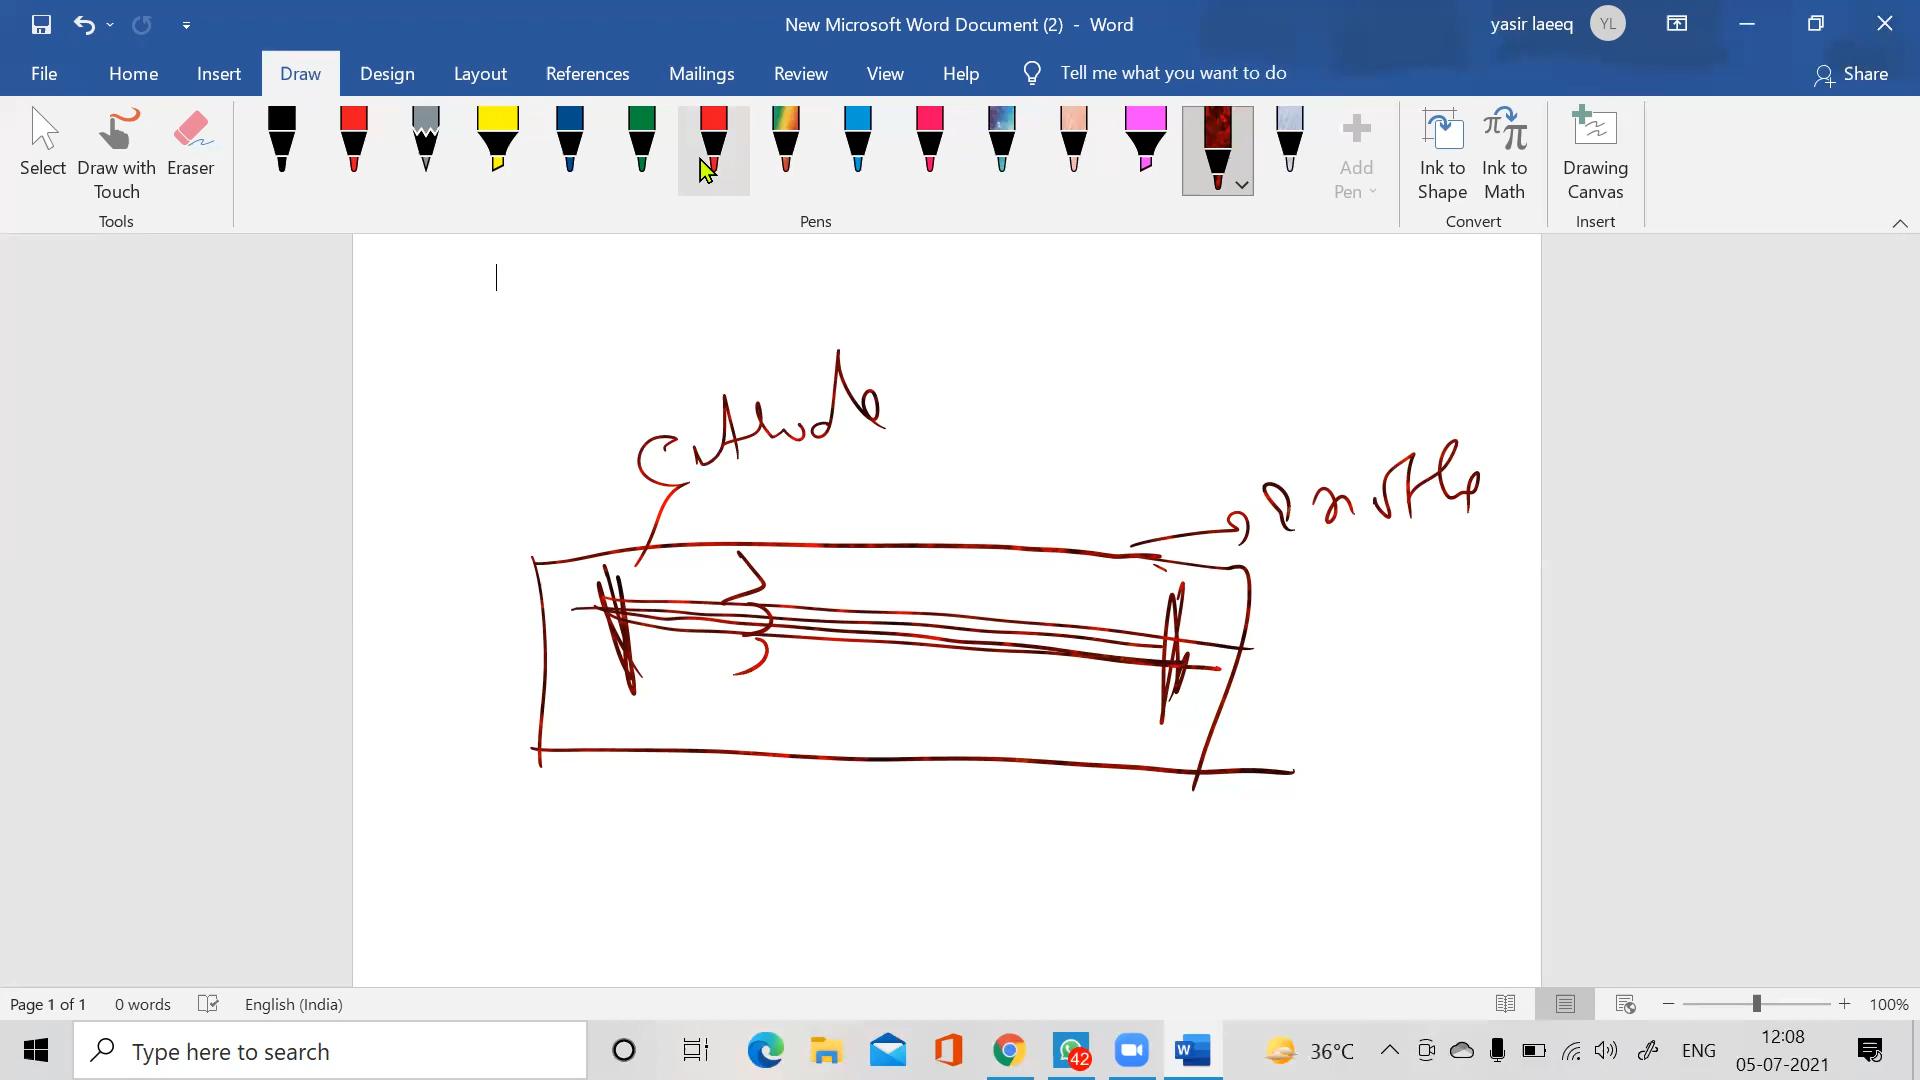 New Microsoft Word Document (2) - Word
yasir laeeq YL
File Home Insert Draw Design Layout References Mailings Review View Help Tell me what you want to do Share
Select Draw with Touch Eraser Add Pen Ink to Shape Ink to Math Drawing Canvas
Tools Pens Convert Insert
Cathode
Page 1 of 1 0 words English (India) 100%
Type here to search 42 36°C ENG 12:08
05-07-2021